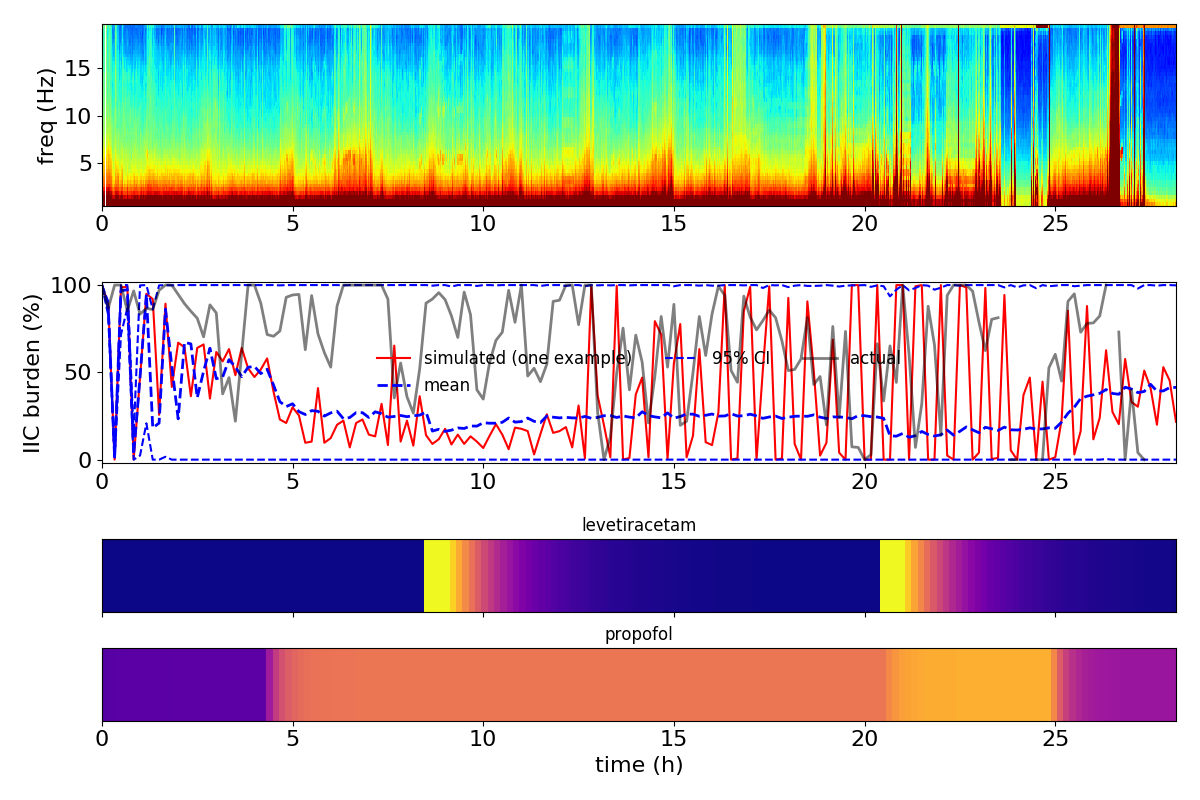 freq (Hz)
15
10
5
0 5 10 15 20 25
IIC burden (%)
100
50
0
simulated (one example) 95% CI actual
mean
0 5 10 15 20 25
levetiracetam
propofol
0 5 10 15 20 25
time (h)